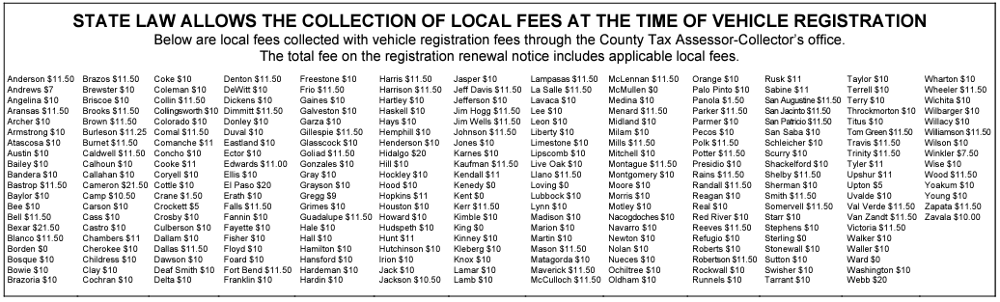 STATE LAW ALLOWS THE COLLECTION OF LOCAL FEES AT THE TIME OF VEHICLE REGISTRATION
Below are local fees collected with vehicle registration fees through the County Tax Assessor-Collector's office.
The total fee on the registration renewal notice includes applicable local fees.
Anderson $11.50
Andrews $7
Angelina $10
Aransas $11.50
Archer $10
Armstrong $10
Atascosa $10
Austin $10
Bailey $10
Bandera $10
Bastrop $11.50
Baylor $10
Bee $10
Bell $11.50
Bexar $21.50
Blanco $11.50
Borden $0
Bosque $10
Bowie $10
Brazoria $10
Brazos $11.50
Brewster $10
Briscoe $10
Brooks $11.50
Brown $11.50
Burleson $11.25
Burnet $11.50
Caldwell $11.50
Calhoun $10
Callahan $10
Cameron $21.50
Camp $10.50
Carson $10
Cass $10
Castro $10
Chambers $11
Cherokee $10
Childress $10
Clay $10
Cochran $10
Coke $10
Coleman $10
Collin $11.50
Collingsworth $10
Colorado $10
Comal $11.50
Comanche $11
Concho $10
Cooke $11
Coryell $10
Cottle $10
Crane $1.50
Crockett $5
Crosby $10
Culberson $10
Dallam $10
Dallas $11.50
Dawson $10
Deaf Smith $10
Delta $10
Denton $11.50
DeWitt $10
Dickens $10
Dimmitt $11.50
Donley $10
Duval $10
Eastland $10
Ector $10
Edwards $11.00
Ellis $10
El Paso $20
Erath $10
Falls $11.50
Fannin $10
Fayette $10
Fisher $10
Floyd $10
Foard $10
Fort Bend $11.50
Franklin $10
Freestone $10
Frio $11.50
Gaines $10
Galveston $10
Garza $10
Gillespie $11.50
Glasscock $10
Goliad $11.50
Gonzales $10
Gray $10
Grayson $10
Gregg $9
Grimes $10
Guadalupe $11.50
Hale $10
Hall $10
Hamilton $10
Hansford $10
Hardeman $10
Hardin $10
Harris $11.50
Harrison $11.50
Hartley $10
Haskell $10
Hays $10
Hemphill $10
Henderson $10
Hidalgo $20
Hill $10
Hockley $10
Hood $10
Hopkins $11
Houston $10
Howard $10
Hudspeth $10
Hunt $11
Hutchinson $10
Irion $10
Jack $10
Jackson $10.50
Jasper $10
Jeff Davis $11.50
Jefferson $10
Jim Hogg $11.50
Jim Wells $11.50
Johnson $11.50
Jones $10
Karnes $10
Kaufman $11.50
Kendall $11
Kenedy $0
Kent $0
Kerr $11.50
Kimble $10
King $0
Kinney $10
Kleberg $10
Knox $10
Lamar $10
Lamb $10
Lampasas $11.50
La Salle $11.50
Lavaca $10
Lee $10
Leon $10
Liberty $10
Limestone $10
Lipscomb $10
Live Oak $10
Llano $11.50
Loving $0
Lubbock $10
Lynn $10
Madison $10
Marion $10
Martin $10
Mason $11.50
Matagorda $10
Maverick $11.50
McCulloch $11.50
McLennan $11.50
McMullen $0
Medina $10
Menard $11.50
Midland $10
Milam $10
Mills $11.50
Mitchell $10
Montague $11.50
Montgomery $10
Moore $10
Morris $10
Motley $10
Nacogdoches $10
Navarro $10
Newton $10
Nolan $10
Nueces $10
Ochiltree $10
Oldham $10
Orange $10
Palo Pinto $10
Panola $11.50
Parker $11.50
Parmer $10
Pecos $10
Polk $11.50
Potter $11.50
Presidio $10
Rains $11.50
Randall $11.50
Reagan $10
Real $10
Red River $10
Reeves $11.50
Refugio $10
Roberts $10
Robertson $11.50
Rockwall $10
Runnels $10
Rusk $11
Sabine $11
San Augustine $11.50
San Jacinto $11.50
San Patricio $11.50
San Saba $10
Schleicher $10
Scurry $10
Shackelford $10
Shelby $11.50
Sherman $10
Smith $11.50
Somervell $11.50
Starr $10
Stephens $10
Sterling $0
Stonewall $10
Sutton $10
Swisher $10
Tarrant $10
Taylor $10
Terrell $10
Terry $10
Throckmorton $10
Titus $10
Tom Green $11.50
Travis $11.50
Trinity $11.50
Tyler $11
Upshur $11
Upton $5
Uvalde $10
Val Verde $11.50
Van Zandt $11.50
Victoria $11.50
Walker $10
Waller $10
Ward $0
Washington $10
Webb $20
Wharton $10
Wheeler $11.50
Wichita $10
Wilbarger $10
Willacy $10
Williamson $11.50
Wilson $10
Winkler $7.50
Wise $10
Wood $11.50
Yoakum $10
Young $10
Zapata $11.50
Zavala $10.00